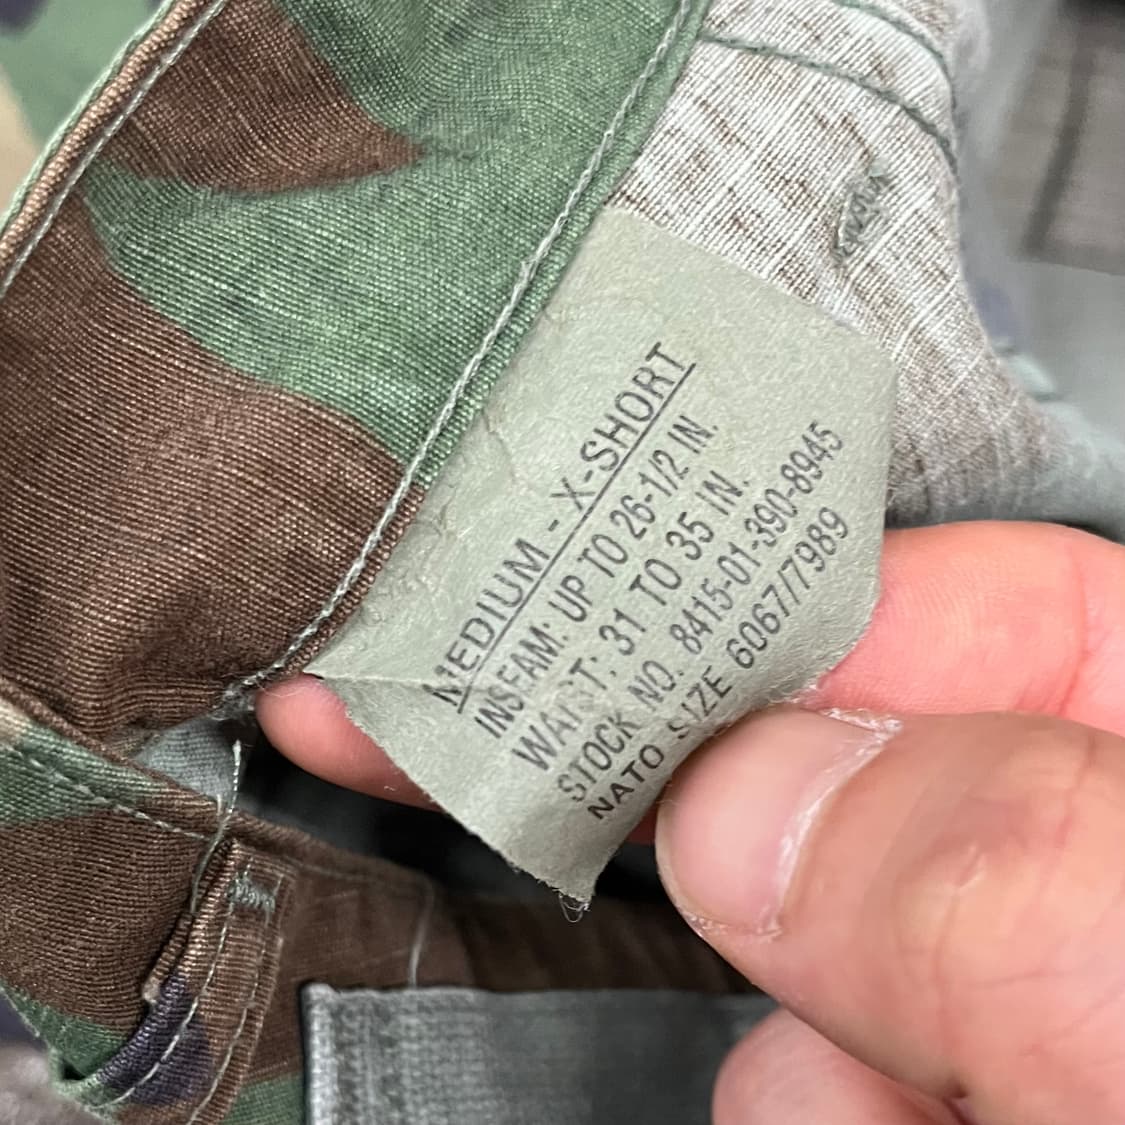 MEDIUM - X-SHORT
INSEAM: UP TO 26-1/2 IN.
WAIST: 31 TO 35 IN.
STOCK NO. 8415-01-390-8945
NATO SIZE 6067/7989